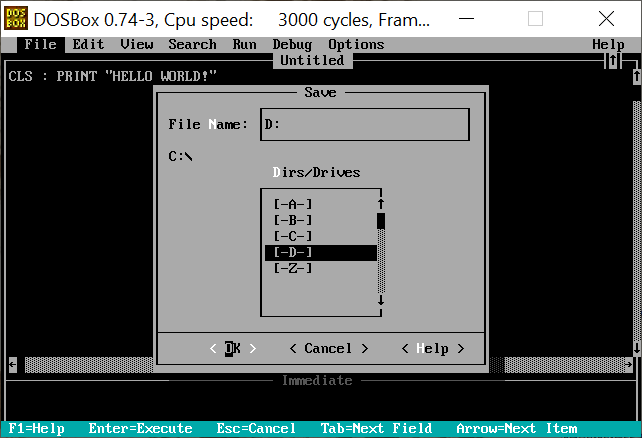 DOS BOX DOSBox 0.74-3, Cpu speed: 3000 cycles, Fram...
File Edit View Search Run Debug Options Help
Untitled
CLS : PRINT "HELLO WORLD!"
Save
File Name: D:
C:\
Dirs/Drives
[-A-]
[-B-]
[-C-]
[-D-]
[-Z-]
< OK > < Cancel > < Help >
Immediate
F1=Help Enter=Execute Esc=Cancel Tab=Next Field Arrow=Next Item